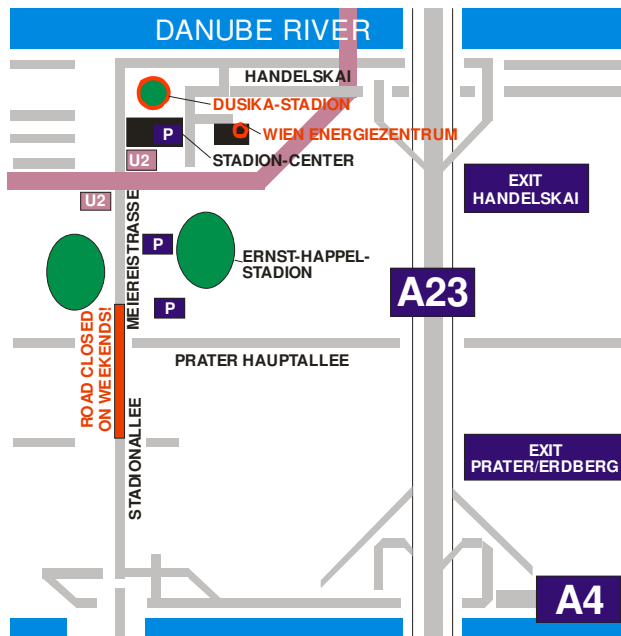 DANUBE RIVER
HANDELSKAI
DUSIKA-STADION
P
WIEN ENERGIEZENTRUM
U2
STADION-CENTER
EXIT
HANDELSKAI
U2
MEIEREISTRASSE
P
ERNST-HAPPEL-
STADION
A23
P
ROAD CLOSED
ON WEEKENDS!
PRATER HAUPTALLEE
STADIONALLEE
EXIT
PRATER/ERDBERG
A4